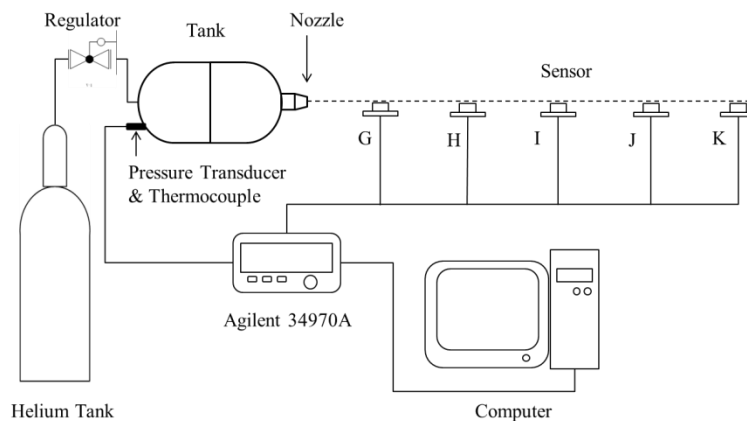 Regulator
Tank
Nozzle
Sensor
G H I J K
Pressure Transducer
& Thermocouple
Agilent 34970A
Helium Tank
Computer